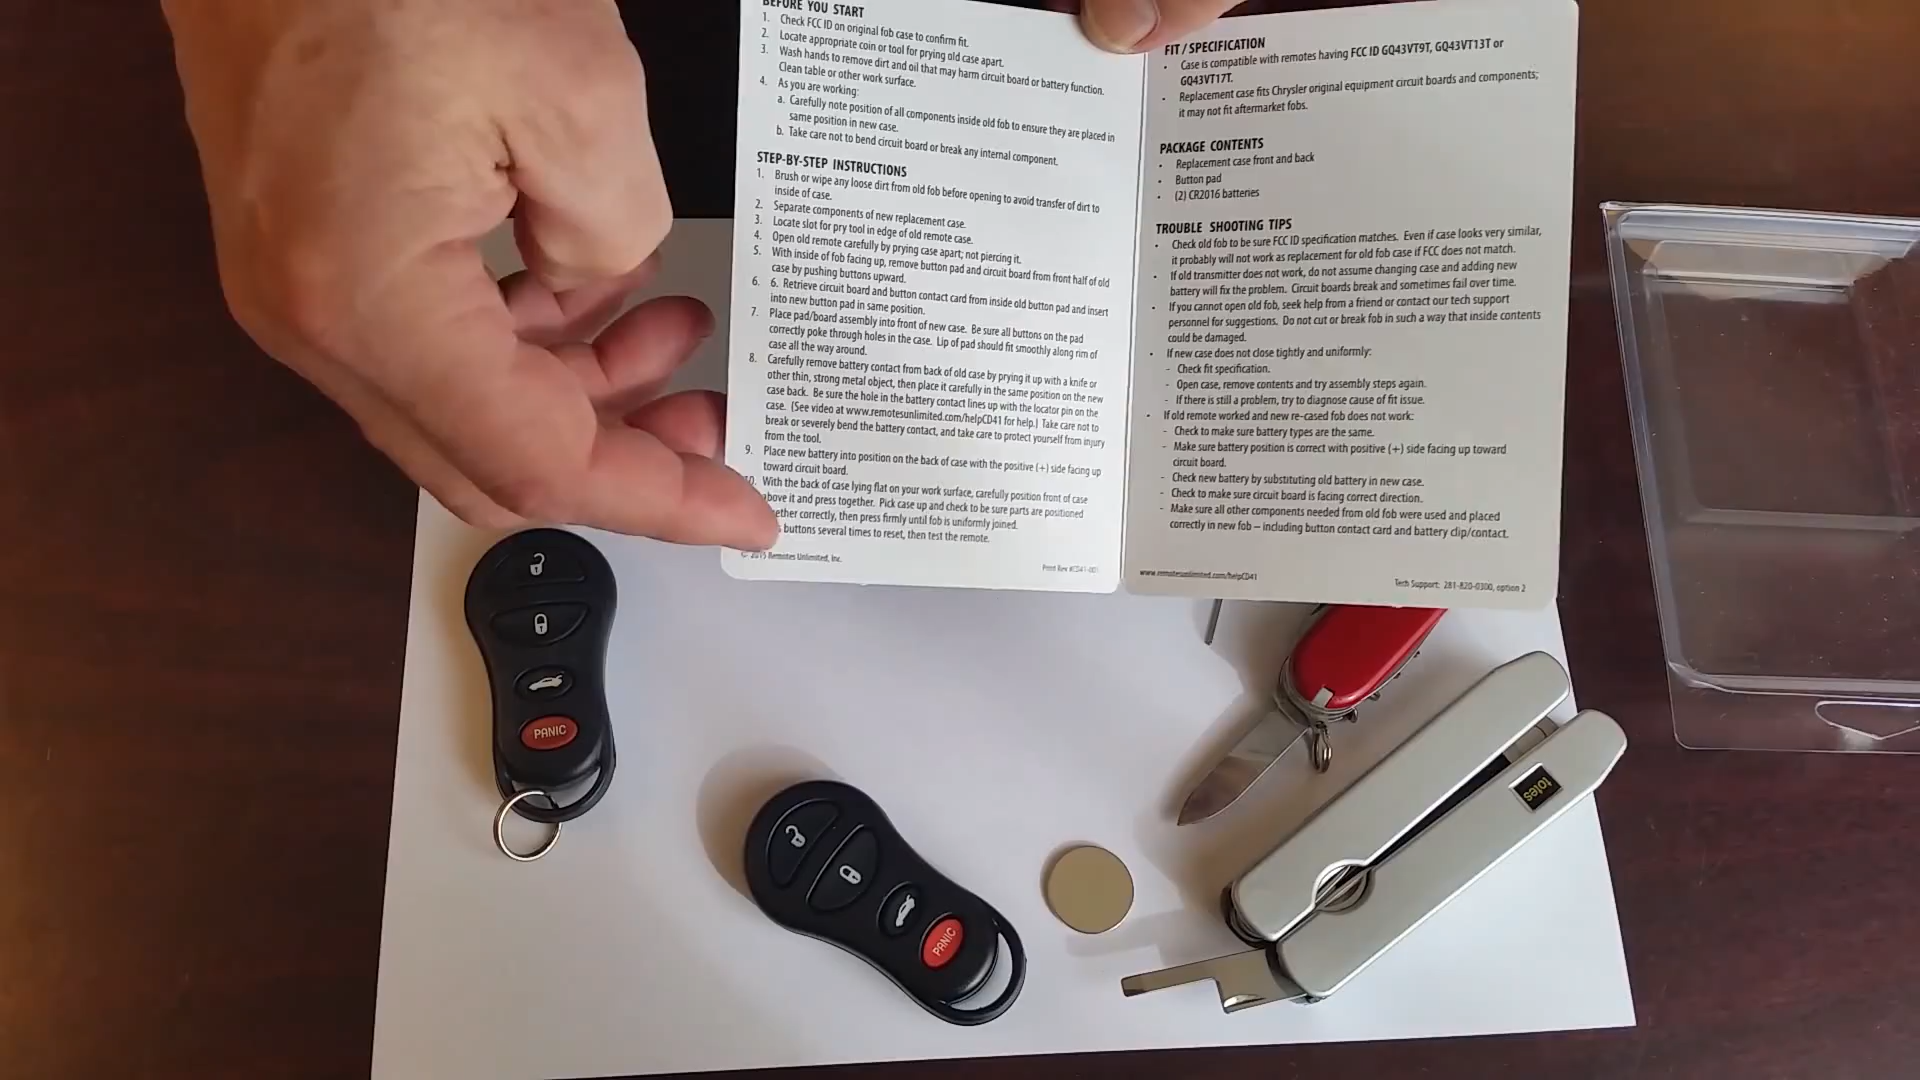 BEFORE YOU START
1. Check FCC ID on original fob case to confirm fit.
2. Locate appropriate coin or tool for prying old case apart.
3. Wash hands to remove dirt and oil that may harm circuit board or battery function.
Clean table or other work surface.
4. As you are working:
a. Carefully note position of all components inside old fob to ensure they are placed in
same position in new case.
b. Take care not to bend circuit board or break any internal component.
STEP-BY-STEP INSTRUCTIONS
1. Brush or wipe any loose dirt from old fob before opening to avoid transfer of dirt to
inside of case.
2. Separate components of new replacement case.
3. Locate slot for pry tool in edge of old remote case.
4. Open old remote carefully by prying case apart; not piercing it.
5. With inside of fob facing up, remove button pad and circuit board from front half of old
case by pushing buttons upward.
6. 6. Retrieve circuit board and button contact card from inside old button pad and insert
into new button pad in same position.
7. Place pad/board assembly into front of new case. Be sure all buttons on the pad
correctly poke through holes in the case. Lip of pad should fit smoothly along rim of
case all the way around.
8. Carefully remove battery contact from back of old case by prying it up with a knife or
other thin, strong metal object, then place it carefully in the same position on the new
case back. Be sure the hole in the battery contact lines up with the locator pin on the
case. (See video at www.remotesunlimited.com/helpCD41 for help.) Take care not to
break or severely bend the battery contact, and take care to protect yourself from injury
from the tool.
9. Place new battery into position on the back of case with the positive (+) side facing up
toward circuit board.
10. With the back of case lying flat on your work surface, carefully position front of case
above it and press together. Pick case up and check to be sure parts are positioned
ether correctly, then press firmly until fob is uniformly joined.
buttons several times to reset, then test the remote.
© 2015 Remotes Unlimited, Inc.
Print Rev #CD41-001
FIT / SPECIFICATION
• Case is compatible with remotes having FCC ID GQ43VT9T, GQ43VT13T or
GQ43VT17T.
• Replacement case fits Chrysler original equipment circuit boards and components;
it may not fit aftermarket fobs.
PACKAGE CONTENTS
• Replacement case front and back
• Button pad
• (2) CR2016 batteries
TROUBLE SHOOTING TIPS
• Check old fob to be sure FCC ID specification matches. Even if case looks very similar,
it probably will not work as replacement for old fob case if FCC does not match.
• If old transmitter does not work, do not assume changing case and adding new
battery will fix the problem. Circuit boards break and sometimes fail over time.
• If you cannot open old fob, seek help from a friend or contact our tech support
personnel for suggestions. Do not cut or break fob in such a way that inside contents
could be damaged.
• If new case does not close tightly and uniformly:
- Check fit specification.
- Open case, remove contents and try assembly steps again.
- If there is still a problem, try to diagnose cause of fit issue.
• If old remote worked and new re-cased fob does not work:
- Check to make sure battery types are the same.
- Make sure battery position is correct with positive (+) side facing up toward
circuit board.
- Check new battery by substituting old battery in new case.
- Check to make sure circuit board is facing correct direction.
- Make sure all other components needed from old fob were used and placed
correctly in new fob – including button contact card and battery clip/contact.
www.remotesunlimited.com/helpCD41
Tech Support: 281-820-0300, option 2
PANIC
PANIC
totes